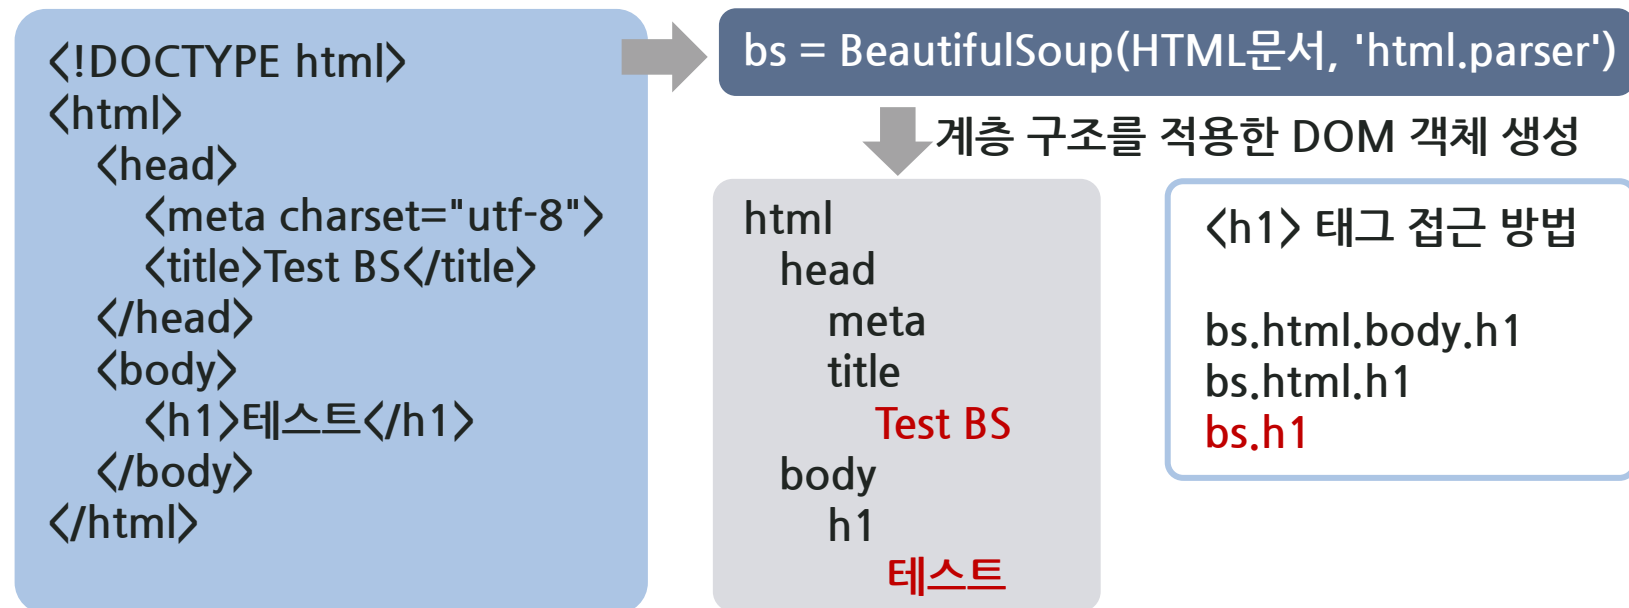 <!DOCTYPE html>
<html>
<head>
<meta charset="utf-8">
<title>Test BS</title>
</head>
<body>
<h1>테스트</h1>
</body>
</html>
bs = BeautifulSoup(HTML문서, 'html.parser')
계층 구조를 적용한 DOM 객체 생성
html
head
meta
title
Test BS
body
h1
테스트
<h1> 태그 접근 방법
bs.html.body.h1
bs.html.h1
bs.h1